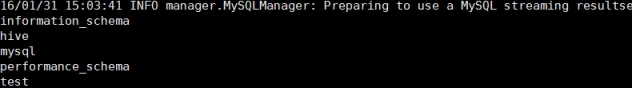 16/01/31 15:03:41 INFO manager.MySQLManager: Preparing to use a MySQL streaming resultse
information_schema
hive
mysql
performance_schema
test